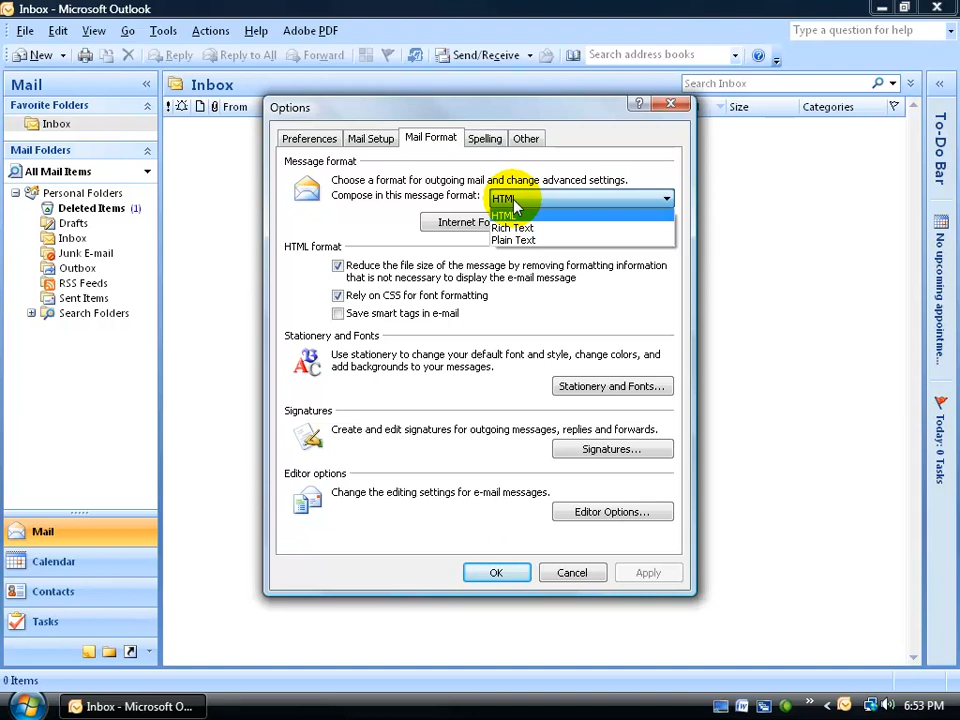 Inbox - Microsoft Outlook
File Edit View Go Tools Actions Help Adobe PDF
Type a question for help
New Reply Reply to All Forward Send/Receive Search address books
Mail
Inbox
Search Inbox
Favorite Folders
! From Size Categories
Inbox
Mail Folders
All Mail Items
Personal Folders
Deleted Items (1)
Drafts
Inbox
Junk E-mail
Outbox
RSS Feeds
Sent Items
Search Folders
Mail
Calendar
Contacts
Tasks
Options
Preferences Mail Setup Mail Format Spelling Other
Message format
Choose a format for outgoing mail and change advanced settings.
Compose in this message format: HTML
HTML
Internet Fo
Rich Text
Plain Text
HTML format
Reduce the file size of the message by removing formatting information
that is not necessary to display the e-mail message
Rely on CSS for font formatting
Save smart tags in e-mail
Stationery and Fonts
Use stationery to change your default font and style, change colors, and
add backgrounds to your messages.
Stationery and Fonts...
Signatures
Create and edit signatures for outgoing messages, replies and forwards.
Signatures...
Editor options
Change the editing settings for e-mail messages.
Editor Options...
OK Cancel Apply
To-Do Bar
No upcoming appointme...
Today: 0 Tasks
0 Items
Inbox - Microsoft O...
6:53 PM